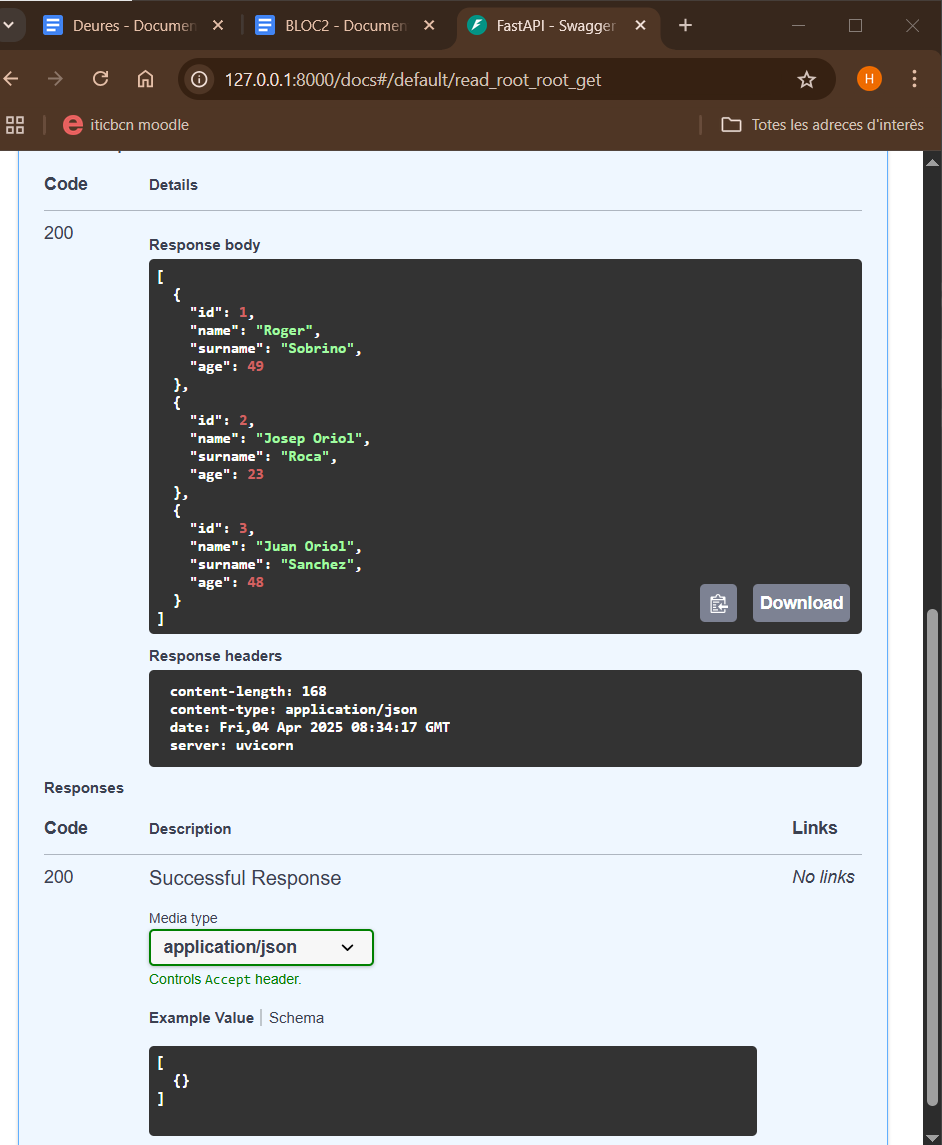 Deures - Documen
BLOC2 - Documen
FastAPI - Swagger
127.0.0.1:8000/docs#/default/read_root_root_get
H
iticbcn moodle
Totes les adreces d'interès
Code Details
200
Response body
[
{
"id": 1,
"name": "Roger",
"surname": "Sobrino",
"age": 49
},
{
"id": 2,
"name": "Josep Oriol",
"surname": "Roca",
"age": 23
},
{
"id": 3,
"name": "Juan Oriol",
"surname": "Sanchez",
"age": 48
}
]
Download
Response headers
content-length: 168
content-type: application/json
date: Fri,04 Apr 2025 08:34:17 GMT
server: uvicorn
Responses
Code Description Links
200 Successful Response No links
Media type
application/json
Controls Accept header.
Example Value | Schema
[
{}
]